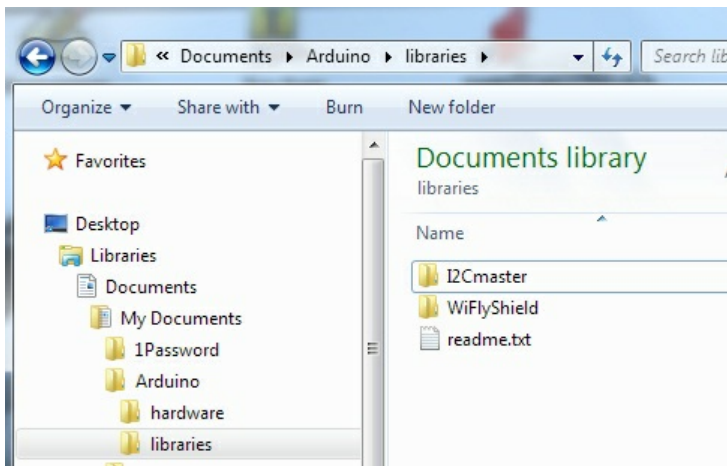 « Documents ▸ Arduino ▸ libraries ▸
Search lib
Organize ▾ Share with ▾ Burn New folder
Favorites
Desktop
Libraries
Documents
My Documents
1Password
Arduino
hardware
libraries
Documents library
libraries
Name
I2Cmaster
WiFlyShield
readme.txt